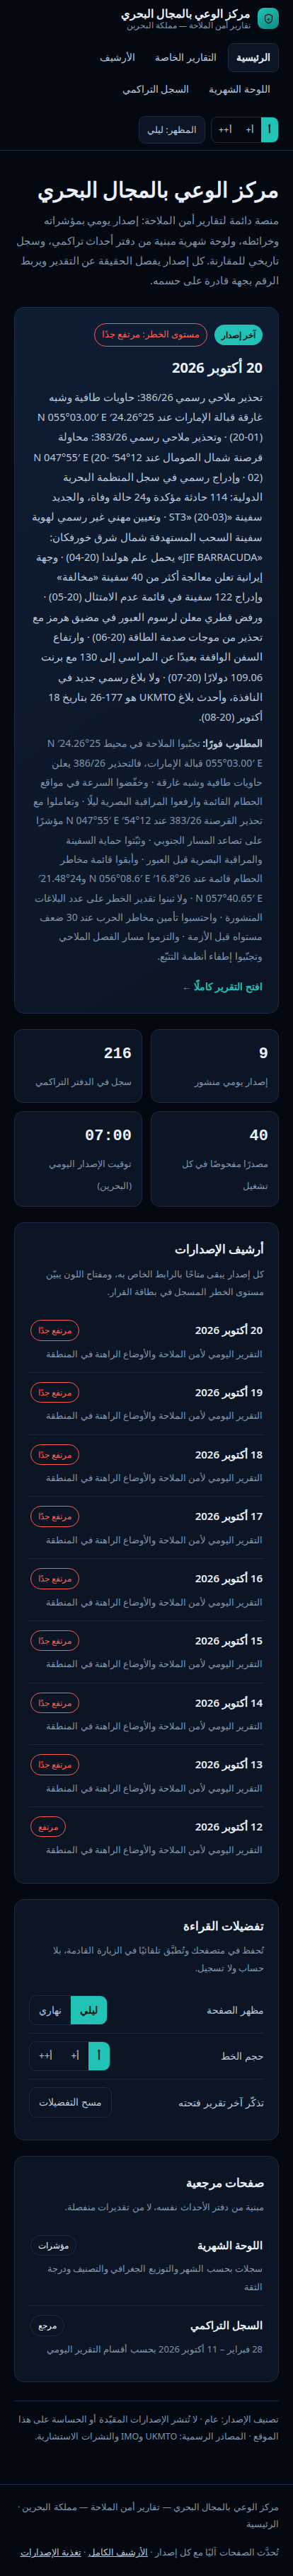 مركز الوعي بالمجال البحري
تقارير أمن الملاحة — مملكة البحرين
الرئيسية
التقارير الخاصة
الأرشيف
اللوحة الشهرية
السجل التراكمي
أ
أ+
أ++
المظهر: ليلي
مركز الوعي بالمجال البحري
منصة دائمة لتقارير أمن الملاحة: إصدار يومي بمؤشراته
وخرائطه، ولوحة شهرية مبنية من دفتر أحداث تراكمي، وسجل
تاريخي للمقارنة. كل إصدار يفصل الحقيقة عن التقدير ويربط
الرقم بجهة قادرة على حسمه.
آخر إصدار
مستوى الخطر: مرتفع جدًا
20 أكتوبر 2026
تحذير ملاحي رسمي 386/26: حاويات طافية وشبه
غارقة قبالة الإمارات عند 25°24.26′ N 055°03.00′ E
(20-01) · وتحذير ملاحي رسمي 383/26: محاولة
قرصنة شمال الصومال عند 12°54′ N 047°55′ E (20-
02) · وإدراج رسمي في سجل المنظمة البحرية
الدولية: 114 حادثة مؤكدة و24 حالة وفاة، والجديد
سفينة «ST3» (20-03) · وتعيين مهني غير رسمي لهوية
سفينة السحب المستهدفة شمال شرق خورفكان:
«JIF BARRACUDA» يحمل علم هولندا (20-04) · وجهة
إيرانية تعلن معالجة أكثر من 40 سفينة «مخالفة»
وإدراج 122 سفينة في قائمة عدم الامتثال (20-05) ·
ورفض قطري معلن لرسوم العبور في مضيق هرمز مع
تحذير من موجات صدمة الطاقة (20-06) · وارتفاع
السفن الواقفة بعيدًا عن المراسي إلى 130 مع برنت
109.06 دولارًا (20-07) · ولا بلاغ رسمي جديد في
النافذة، وأحدث بلاغ UKMTO هو 177-26 بتاريخ 18
أكتوبر (20-08).
المطلوب فورًا: تجنّبوا الملاحة في محيط 25°24.26′ N
055°03.00′ E قبالة الإمارات، فالتحذير 386/26 يعلن
حاويات طافية وشبه غارقة · وخفّضوا السرعة في مواقع
الحطام القائمة وارفعوا المراقبة البصرية ليلًا · وتعاملوا مع
تحذير القرصنة 383/26 عند 12°54′ N 047°55′ E مؤشرًا
على تصاعد المسار الجنوبي · وثبّتوا حماية السفينة
والمراقبة البصرية قبل العبور · وأبقوا قائمة مخاطر
الحطام قائمة عند 26°16.8′ N 056°08.6′ E و24°21.48′
N 057°40.65′ E · ولا تبنوا تقدير الخطر على عدد البلاغات
المنشورة · واحتسبوا تأمين مخاطر الحرب عند 30 ضعف
مستواه قبل الأزمة · والتزموا مسار الفصل الملاحي
وتجنّبوا إطفاء أنظمة التتبّع.
افتح التقرير كاملًا ←
9
إصدار يومي منشور
216
سجل في الدفتر التراكمي
40
مصدرًا مفحوصًا في كل
تشغيل
07:00
توقيت الإصدار اليومي
(البحرين)
أرشيف الإصدارات
كل إصدار يبقى متاحًا بالرابط الخاص به، ومفتاح اللون يبيّن
مستوى الخطر المسجل في بطاقة القرار.
20 أكتوبر 2026
مرتفع جدًا
التقرير اليومي لأمن الملاحة والأوضاع الراهنة في المنطقة
19 أكتوبر 2026
مرتفع جدًا
التقرير اليومي لأمن الملاحة والأوضاع الراهنة في المنطقة
18 أكتوبر 2026
مرتفع جدًا
التقرير اليومي لأمن الملاحة والأوضاع الراهنة في المنطقة
17 أكتوبر 2026
مرتفع جدًا
التقرير اليومي لأمن الملاحة والأوضاع الراهنة في المنطقة
16 أكتوبر 2026
مرتفع جدًا
التقرير اليومي لأمن الملاحة والأوضاع الراهنة في المنطقة
15 أكتوبر 2026
مرتفع جدًا
التقرير اليومي لأمن الملاحة والأوضاع الراهنة في المنطقة
14 أكتوبر 2026
مرتفع جدًا
التقرير اليومي لأمن الملاحة والأوضاع الراهنة في المنطقة
13 أكتوبر 2026
مرتفع جدًا
التقرير اليومي لأمن الملاحة والأوضاع الراهنة في المنطقة
12 أكتوبر 2026
مرتفع
التقرير اليومي لأمن الملاحة والأوضاع الراهنة في المنطقة
تفضيلات القراءة
تُحفظ في متصفحك وتُطبَّق تلقائيًا في الزيارة القادمة، بلا
حساب ولا تسجيل.
مظهر الصفحة
ليلي
نهاري
حجم الخط
أ
أ+
أ++
تذكّر آخر تقرير فتحته
مسح التفضيلات
صفحات مرجعية
مبنية من دفتر الأحداث نفسه، لا من تقديرات منفصلة.
اللوحة الشهرية
مؤشرات
سجلات بحسب الشهر والتوزيع الجغرافي والتصنيف ودرجة
الثقة
السجل التراكمي
مرجع
28 فبراير – 11 أكتوبر 2026 بحسب أقسام التقرير اليومي
تصنيف الإصدار: عام · لا تُنشر الإصدارات المقيّدة أو الحساسة على هذا
الموقع · المصادر الرسمية: UKMTO وIMO والنشرات الاستشارية.
مركز الوعي بالمجال البحري — تقارير أمن الملاحة — مملكة البحرين ·
الرئيسية
تُحدَّث الصفحات آليًا مع كل إصدار · الأرشيف الكامل · تغذية الإصدارات